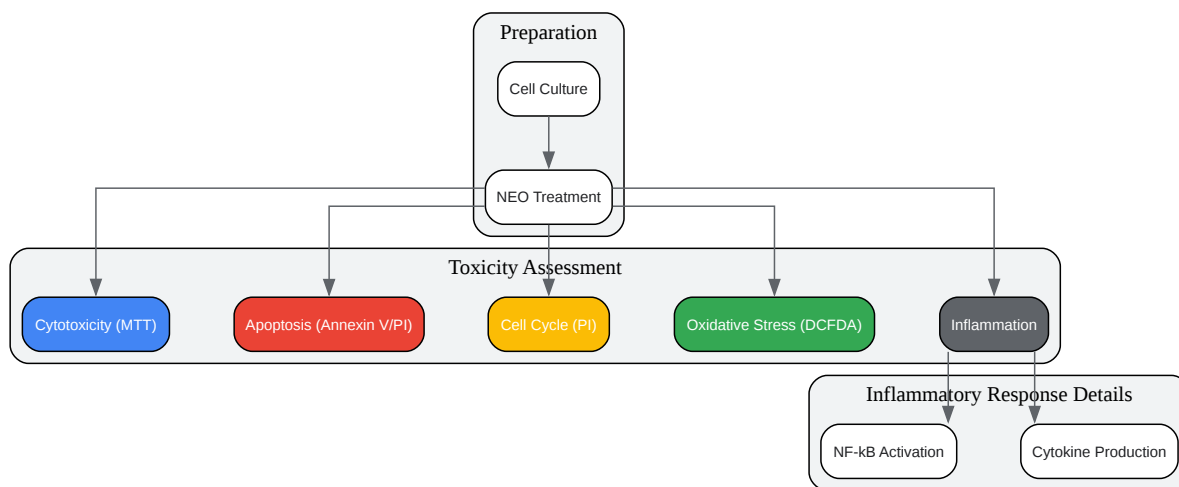 Preparation
Cell Culture
NEO Treatment
Toxicity Assessment
Cytotoxicity (MTT)
Apoptosis (Annexin V/PI)
Cell Cycle (PI)
Oxidative Stress (DCFDA)
Inflammation
Inflammatory Response Details
NF-kB Activation
Cytokine Production